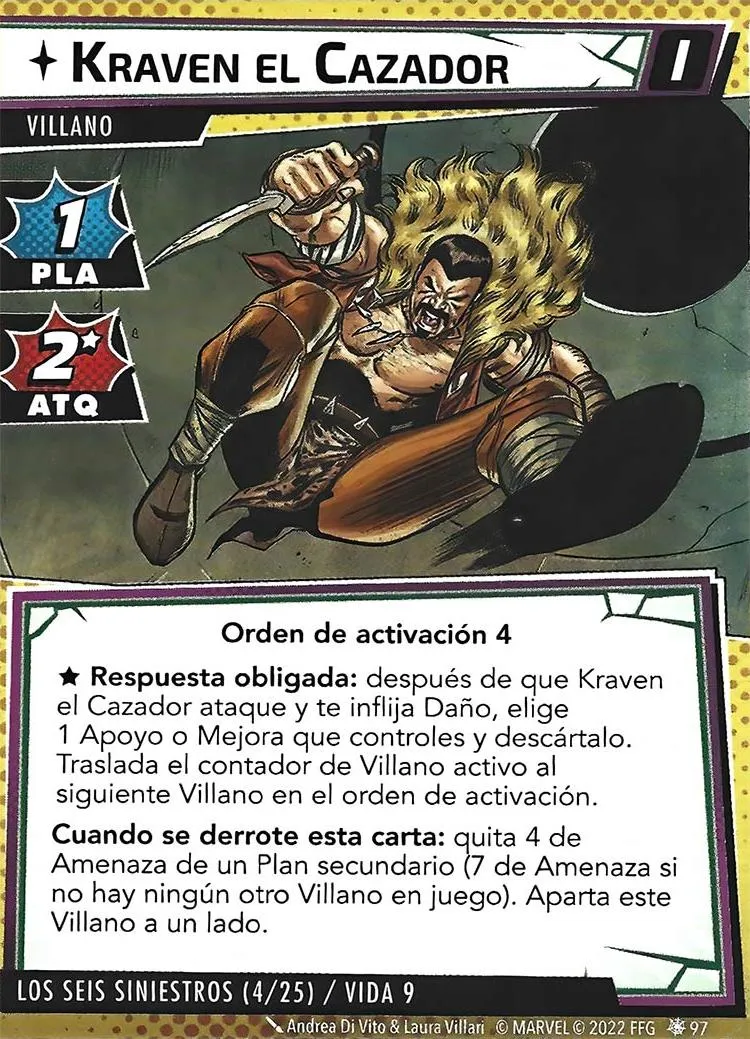 KRAVEN EL CAZADOR
I
VILLANO
1
PLA
2
ATQ
Orden de activación 4
★ Respuesta obligada: después de que Kraven
el Cazador ataque y te inflija Daño, elige
1 Apoyo o Mejora que controles y descártalo.
Traslada el contador de Villano activo al
siguiente Villano en el orden de activación.
Cuando se derrote esta carta: quita 4 de
Amenaza de un Plan secundario (7 de Amenaza si
no hay ningún otro Villano en juego). Aparta este
Villano a un lado.
LOS SEIS SINIESTROS (4/25) / VIDA 9
Andrea Di Vito & Laura Villari © MARVEL © 2022 FFG 97